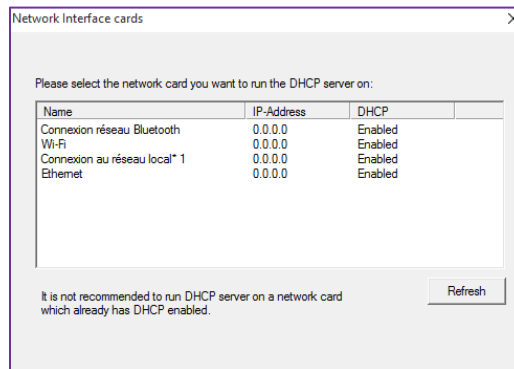 Network Interface cards
Please select the network card you want to run the DHCP server on:
Name IP-Address DHCP
Connexion réseau Bluetooth 0.0.0.0 Enabled
Wi-Fi 0.0.0.0 Enabled
Connexion au réseau local* 1 0.0.0.0 Enabled
Ethernet 0.0.0.0 Enabled
It is not recommended to run DHCP server on a network card
which already has DHCP enabled.
Refresh